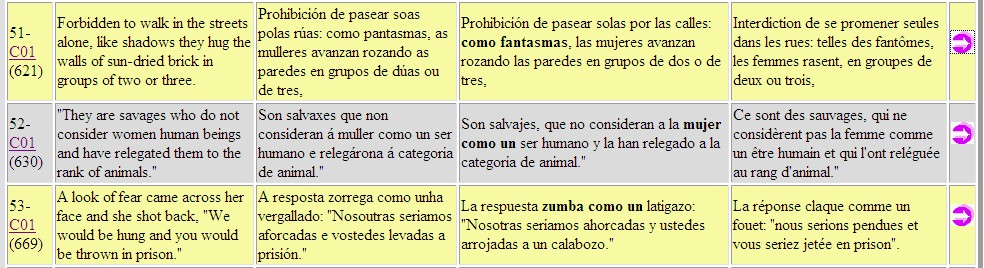 51-
C01
(621)
Forbidden to walk in the streets
alone, like shadows they hug the
walls of sun-dried brick in
groups of two or three.
Prohibición de pasear soas
polas rúas: como pantasmas, as
mulleres avanzan rozando as
paredes en grupos de dúas ou
de tres,
Prohibición de pasear solas por las calles:
como fantasmas, las mujeres avanzan
rozando las paredes en grupos de dos o de
tres,
Interdiction de se promener seules
dans les rues: telles des fantômes,
les femmes rasent, en groupes de
deux ou trois,
52-
C01
(630)
"They are savages who do not
consider women human beings
and have relegated them to the
rank of animals."
Son salvaxes que non
consideran á muller como un ser
humano e relegárona á categoría
de animal."
Son salvajes, que no consideran a la mujer
como un ser humano y la han relegado a la
categoría de animal."
Ce sont des sauvages, qui ne
considèrent pas la femme comme
un être humain et qui l'ont reléguée
au rang d'animal."
53-
C01
(669)
A look of fear came across her
face and she shot back, "We
would be hung and you would
be thrown in prison."
A resposta zorrega como unha
vergallado: "Nosoutras seriamos
aforcadas e vostedes levadas a
prisión."
La respuesta zumba como un latigazo:
"Nosotras seríamos ahorcadas y ustedes
arrojadas a un calabozo."
La réponse claque comme un
fouet: "nous serions pendues et
vous seriez jetée en prison".